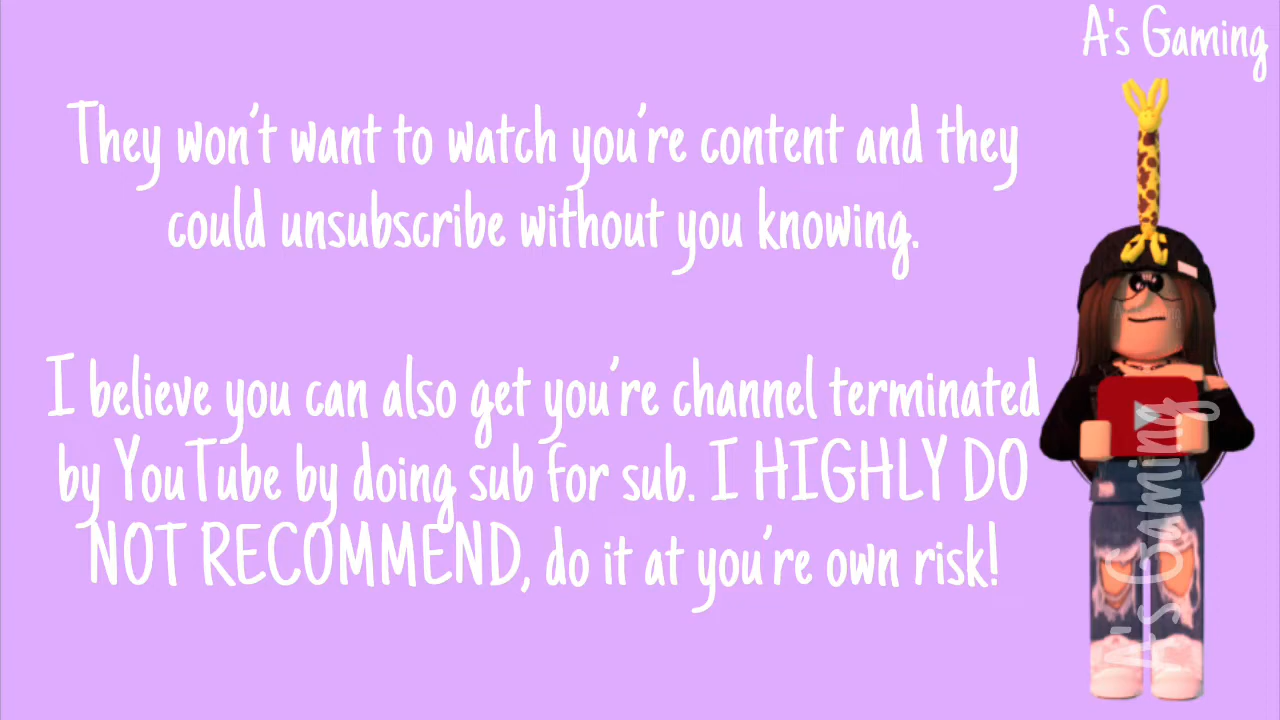 A's Gaming
They won't want to watch you're content and they
could unsubscribe without you knowing.
I believe you can also get you're channel terminated
by YouTube by doing sub for sub. I HIGHLY DO
NOT RECOMMEND, do it at you're own risk!
A's Gaming